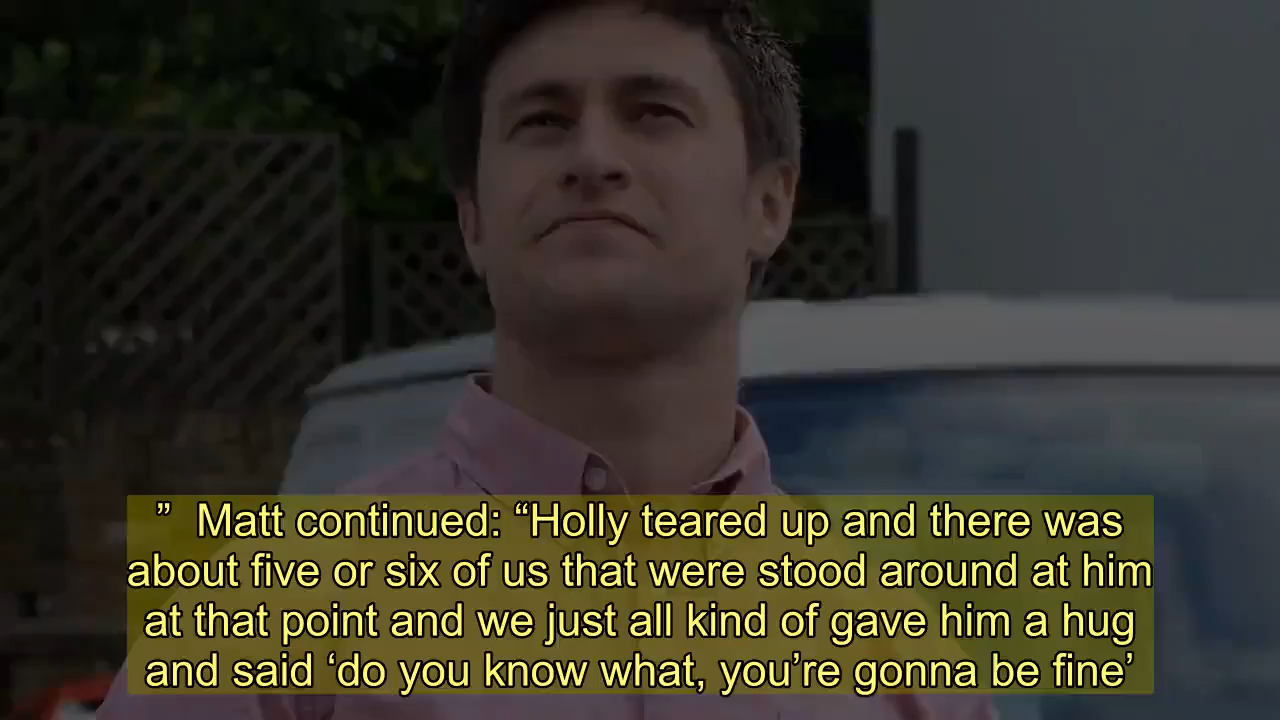 ”  Matt continued: “Holly teared up and there was
about five or six of us that were stood around at him
at that point and we just all kind of gave him a hug
and said ‘do you know what, you’re gonna be fine’